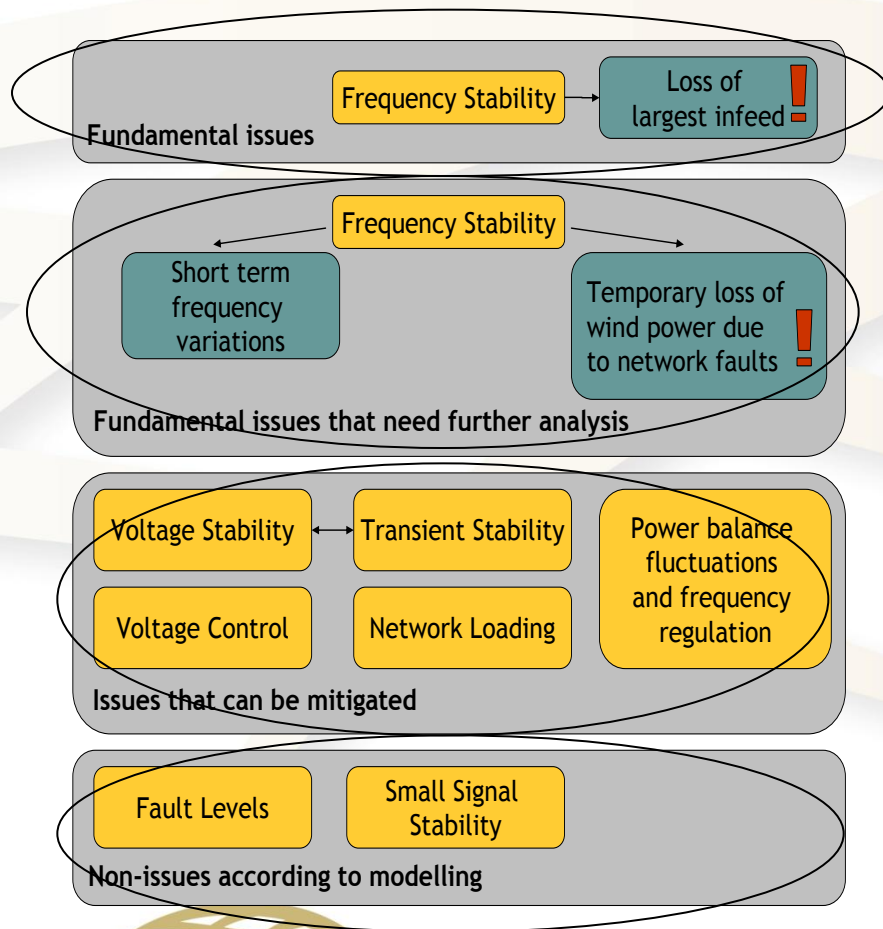 Frequency Stability
Loss of
largest infeed
!
Fundamental issues
Frequency Stability
Short term
frequency
variations
Temporary loss of
wind power due
to network faults
!
Fundamental issues that need further analysis
Voltage Stability
Transient Stability
Power balance
fluctuations
and frequency
regulation
Voltage Control
Network Loading
Issues that can be mitigated
Fault Levels
Small Signal
Stability
Non-issues according to modelling